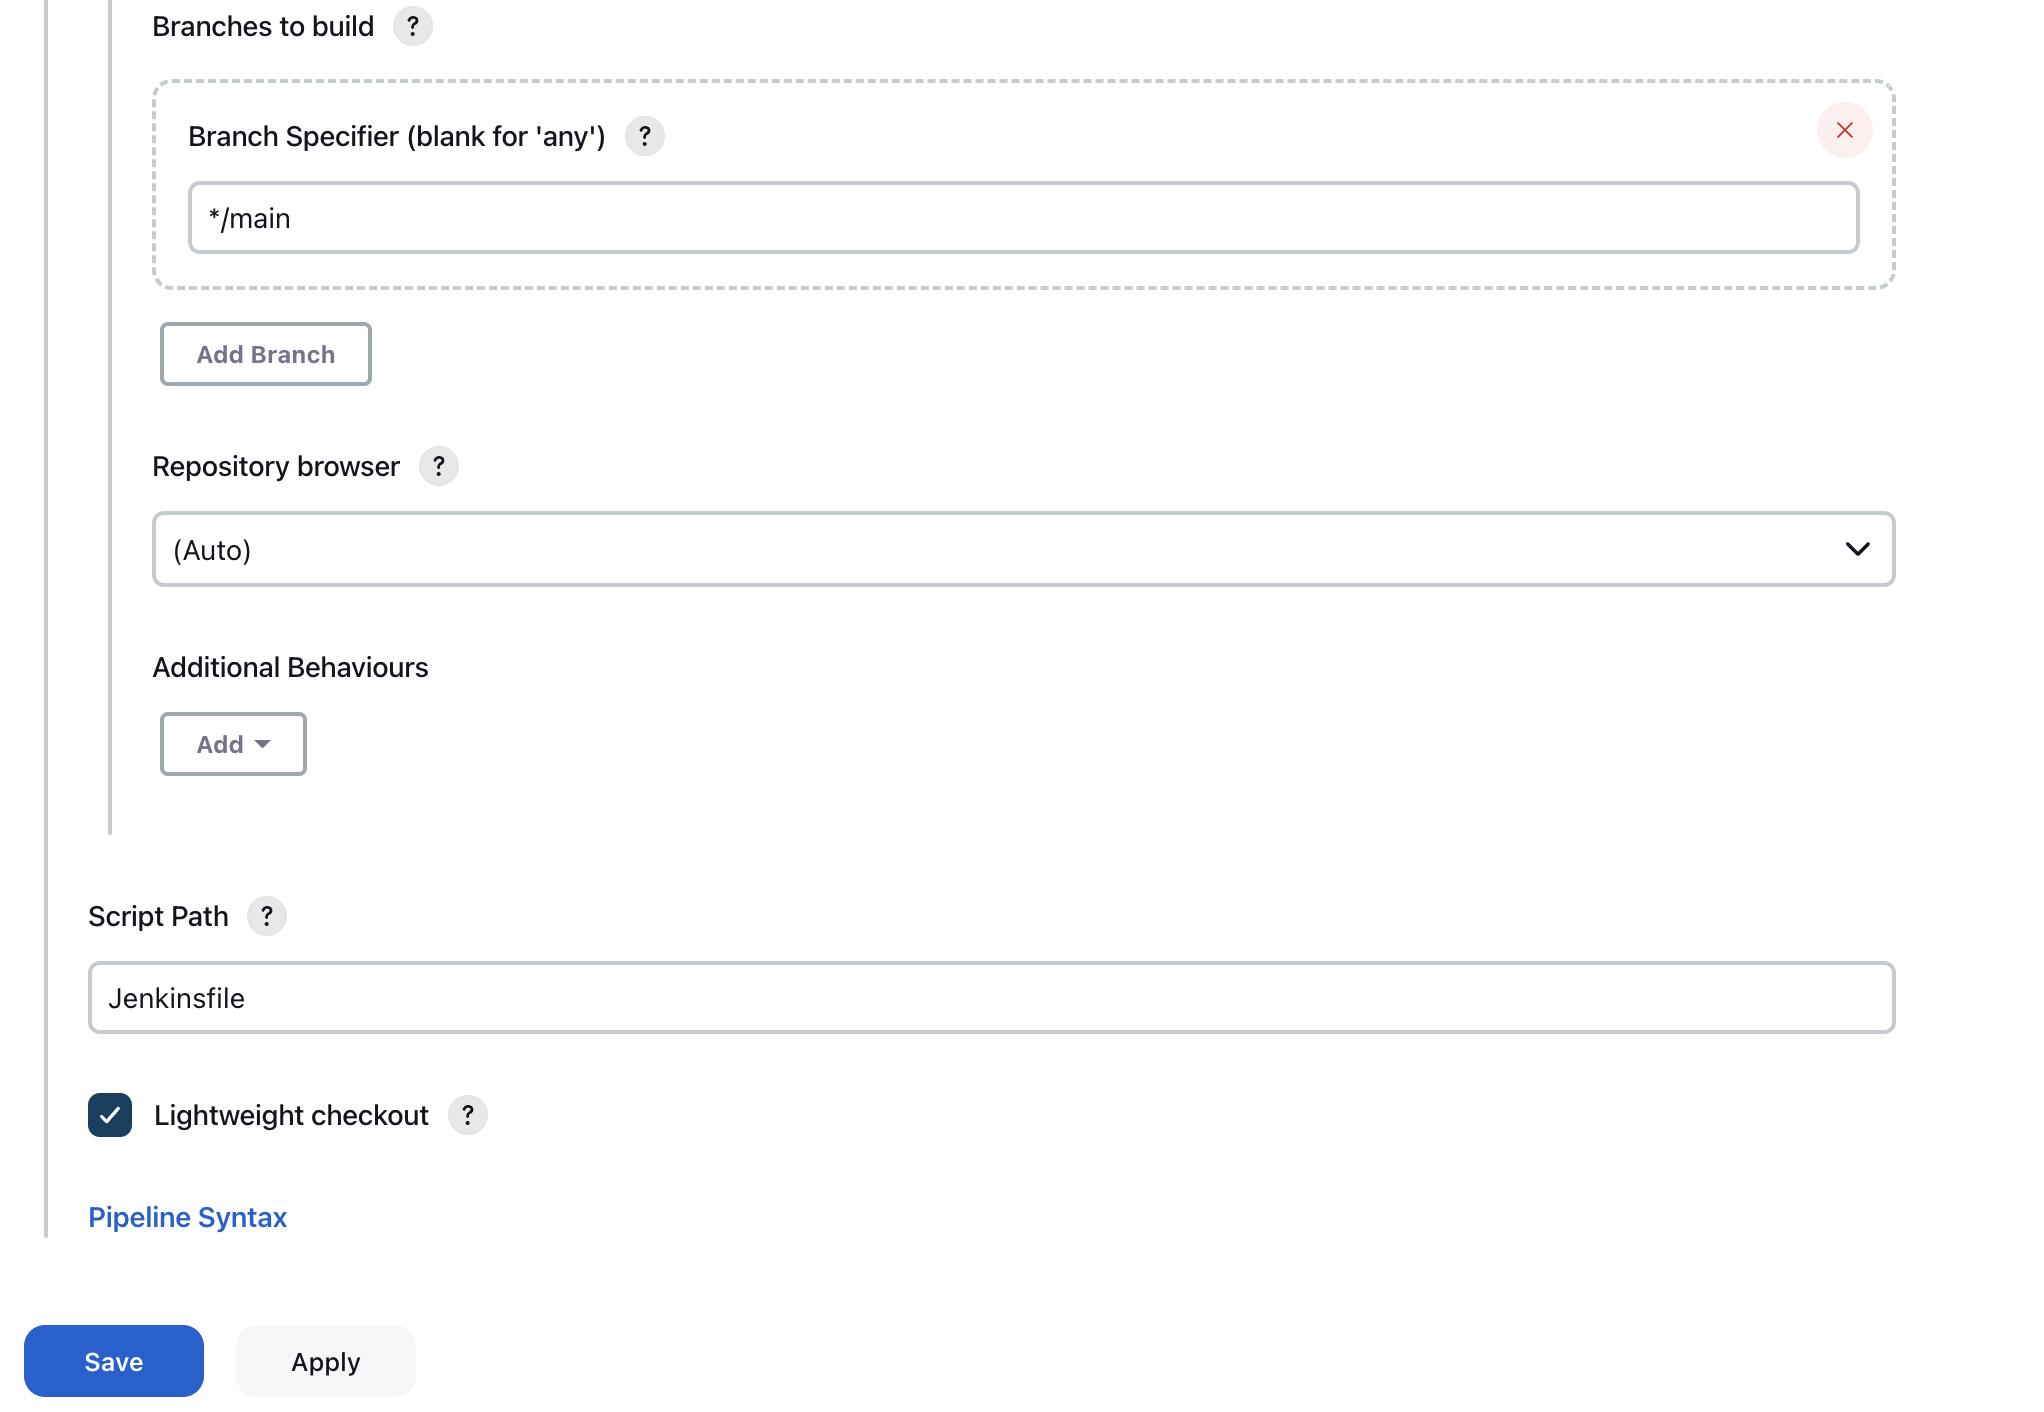 Branches to build ?
Branch Specifier (blank for 'any') ?
*/main
Add Branch
Repository browser ?
(Auto)
Additional Behaviours
Add
Script Path ?
Jenkinsfile
Lightweight checkout ?
Pipeline Syntax
Save Apply